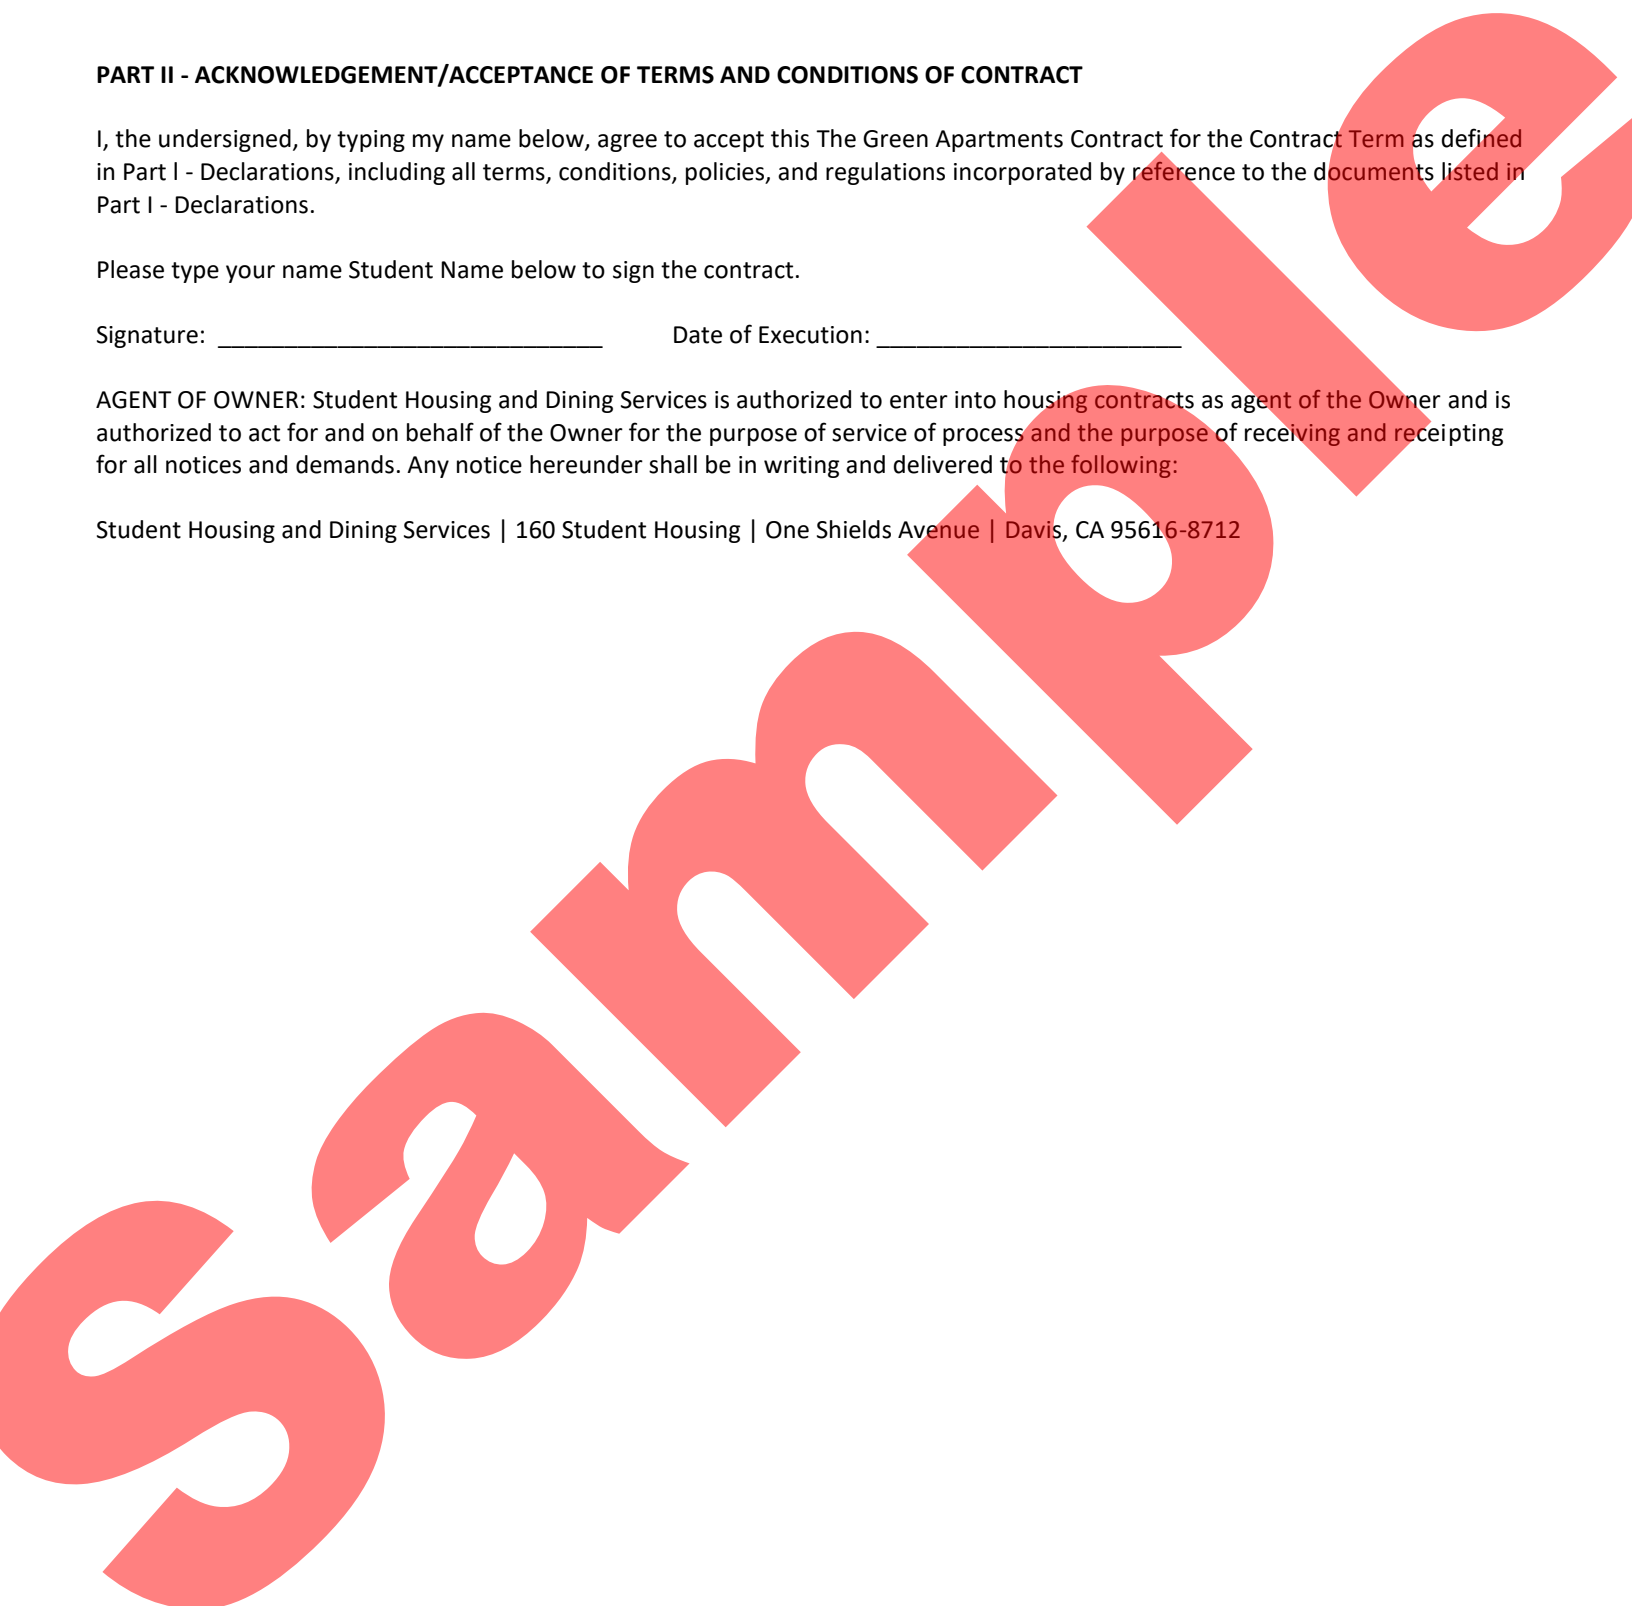 PART II - ACKNOWLEDGEMENT/ACCEPTANCE OF TERMS AND CONDITIONS OF CONTRACT
I, the undersigned, by typing my name below, agree to accept this The Green Apartments Contract for the Contract Term as defined
in Part l - Declarations, including all terms, conditions, policies, and regulations incorporated by reference to the documents listed in
Part I - Declarations.
Please type your name Student Name below to sign the contract.
Signature: _____________________________ Date of Execution: _______________________
AGENT OF OWNER: Student Housing and Dining Services is authorized to enter into housing contracts as agent of the Owner and is
authorized to act for and on behalf of the Owner for the purpose of service of process and the purpose of receiving and receipting
for all notices and demands. Any notice hereunder shall be in writing and delivered to the following:
Student Housing and Dining Services | 160 Student Housing | One Shields Avenue | Davis, CA 95616-8712
Sample